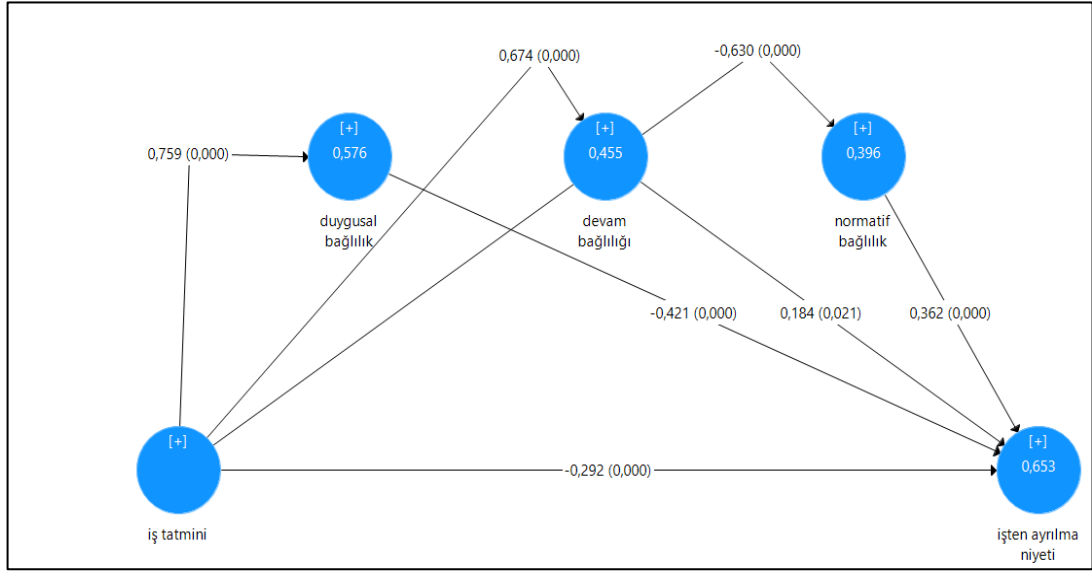 0,674 (0,000)
-0,630 (0,000)
0,759 (0,000)
[+]
0,576
[+]
0,455
[+]
0,396
duygusal
bağlılık
devam
bağlılığı
normatif
bağlılık
-0,421 (0,000)
0,184 (0,021)
0,362 (0,000)
[+]
iş tatmini
-0,292 (0,000)
[+]
0,653
işten ayrılma
niyeti